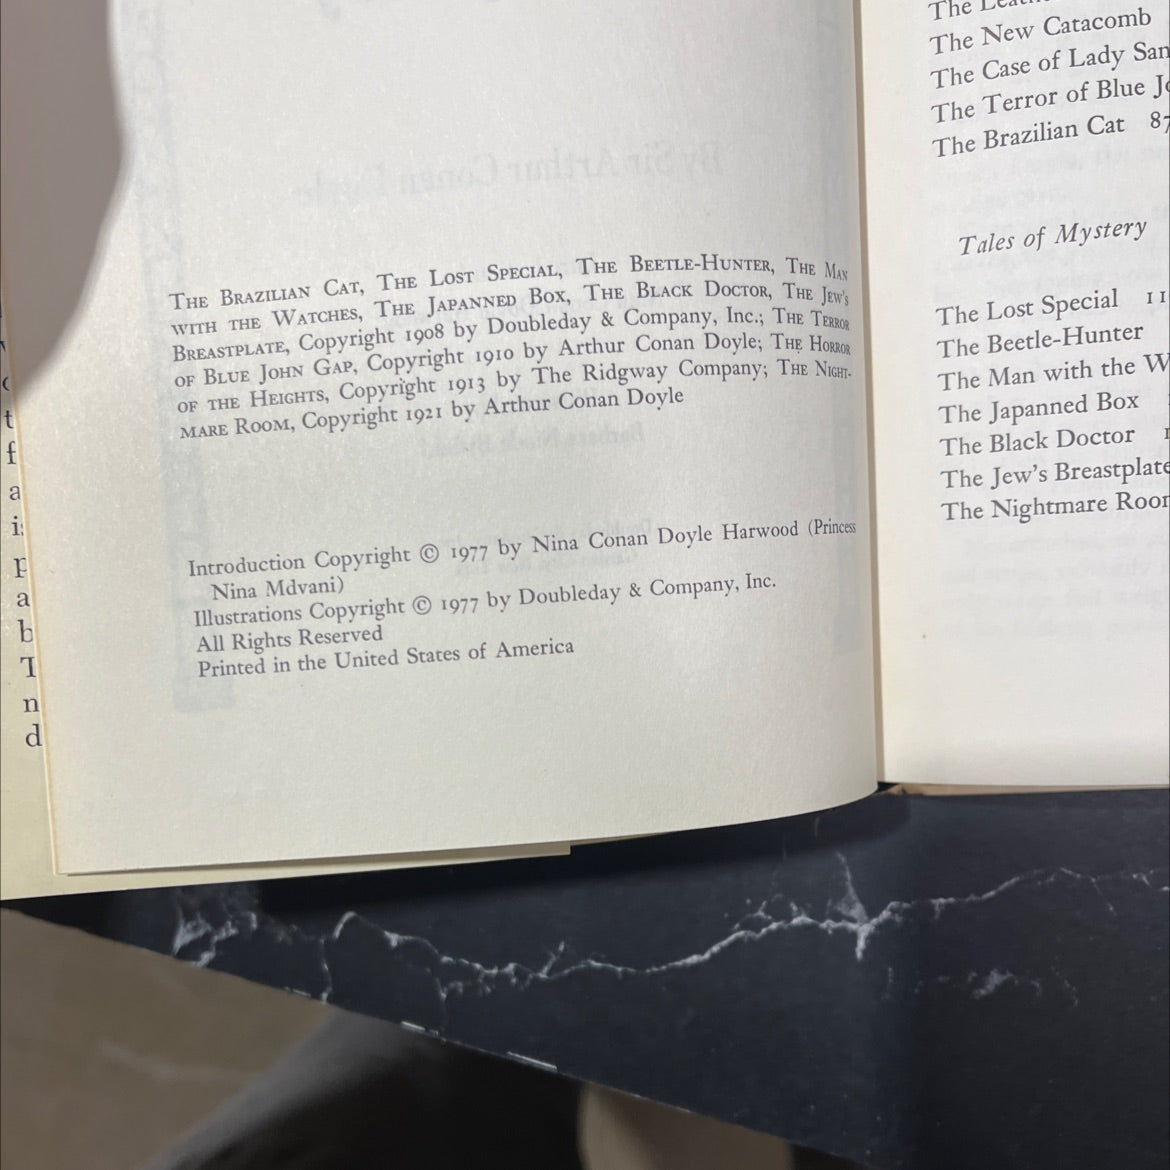 THE BRAZILIAN CAT, THE LOST SPECIAL, THE BEETLE-HUNTER, THE MAN
WITH THE WATCHES, THE JAPANNED BOX, THE BLACK DOCTOR, THE JEW'S
BREASTPLATE, Copyright 1908 by Doubleday & Company, Inc.; THE TERROR
OF BLUE JOHN GAP, Copyright 1910 by Arthur Conan Doyle; THE HORROR
OF THE HEIGHTS, Copyright 1913 by The Ridgway Company; THE NIGHT-
MARE ROOM, Copyright 1921 by Arthur Conan Doyle
Introduction Copyright © 1977 by Nina Conan Doyle Harwood (Princess
Nina Mdvani)
Illustrations Copyright © 1977 by Doubleday & Company, Inc.
All Rights Reserved
Printed in the United States of America
The
The New Catacomb
The Case of Lady San
The Terror of Blue Jo
The Brazilian Cat 87
Tales of Mystery
The Lost Special 11
The Beetle-Hunter
The Man with the W
The Japanned Box
The Black Doctor
The Jew's Breastplate
The Nightmare Roor